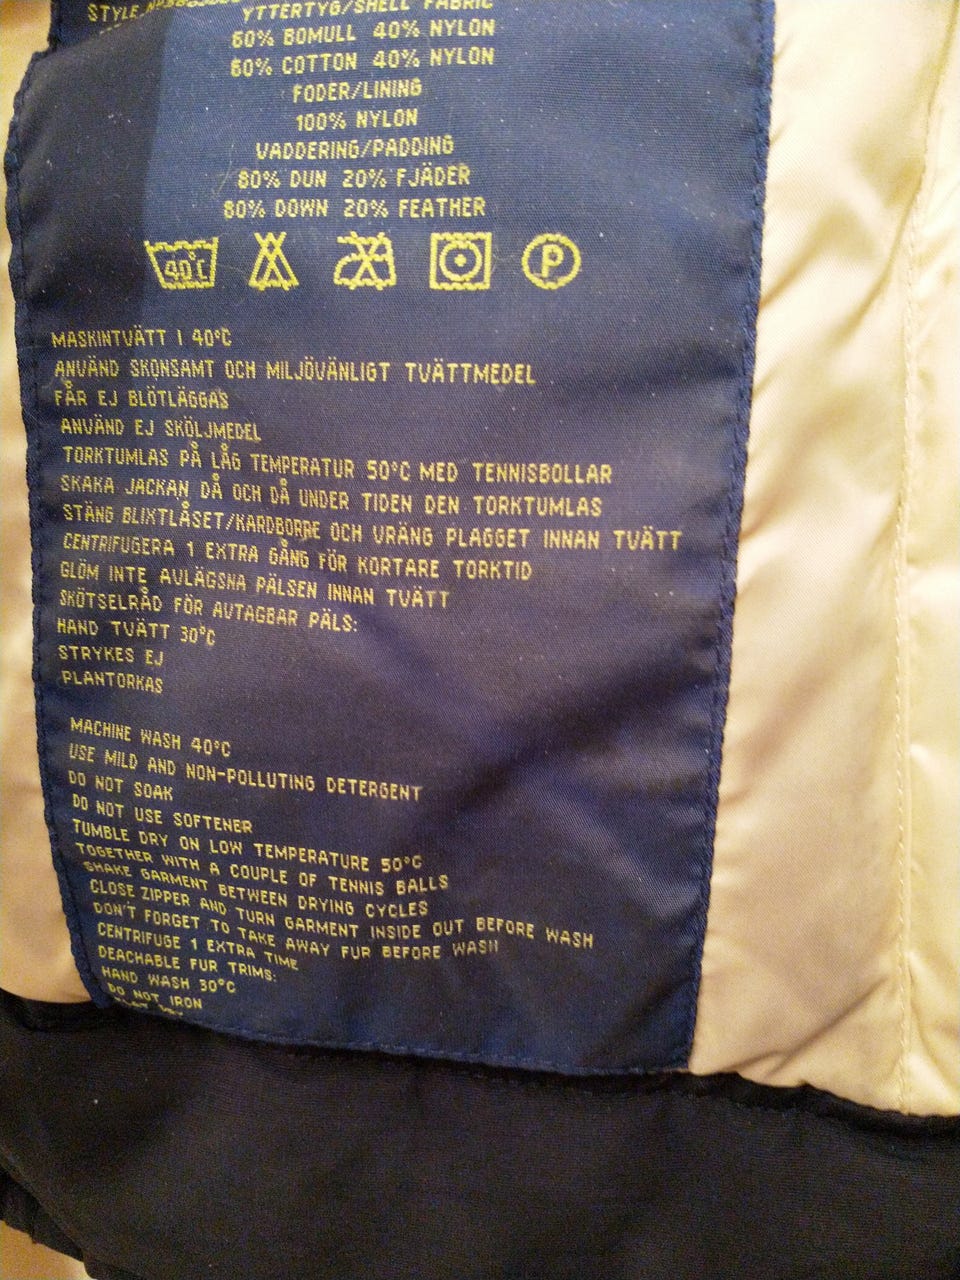 YTTERTYG/SHELL FABRIC
60% BOMULL 40% NYLON
60% COTTON 40% NYLON
FODER/LINING
100% NYLON
VADDERING/PADDING
80% DUN 20% FJÄDER
80% DOWN 20% FEATHER
40°C P
MASKINTVÄTT I 40°C
ANVÄND SKONSAMT OCH MILJÖVÄNLIGT TVÄTTMEDEL
FÅR EJ BLÖTLÄGGAS
ANVÄND EJ SKÖLJMEDEL
TORKTUMLAS PÅ LÅG TEMPERATUR 50°C MED TENNISBOLLAR
SKAKA JACKAN DÅ OCH DÅ UNDER TIDEN DEN TORKTUMLAS
STÄNG BLIXTLÅSET/KARDBORRE OCH VRÄNG PLAGGET INNAN TVÄTT
CENTRIFUGERA 1 EXTRA GÅNG FÖR KORTARE TORKTID
GLÖM INTE AVLÄGSNA PÄLSEN INNAN TVÄTT
SKÖTSELRÅD FÖR AVTAGBAR PÄLS:
HAND TVÄTT 30°C
STRYKES EJ
PLANTORKAS
MACHINE WASH 40°C
USE MILD AND NON-POLLUTING DETERGENT
DO NOT SOAK
DO NOT USE SOFTENER
TUMBLE DRY ON LOW TEMPERATURE 50°C
TOGETHER WITH A COUPLE OF TENNIS BALLS
SHAKE GARMENT BETWEEN DRYING CYCLES
CLOSE ZIPPER AND TURN GARMENT INSIDE OUT BEFORE WASH
DON'T FORGET TO TAKE AWAY FUR BEFORE WASH
CENTRIFUGE 1 EXTRA TIME
DEACHABLE FUR TRIMS:
HAND WASH 30°C
DO NOT IRON